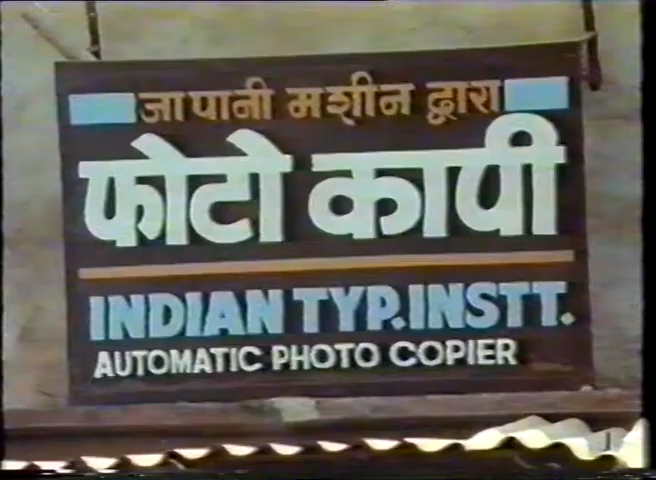 जापानी मशीन द्वारा
फोटो कापी
INDIAN TYP. INSTT.
AUTOMATIC PHOTO COPIER